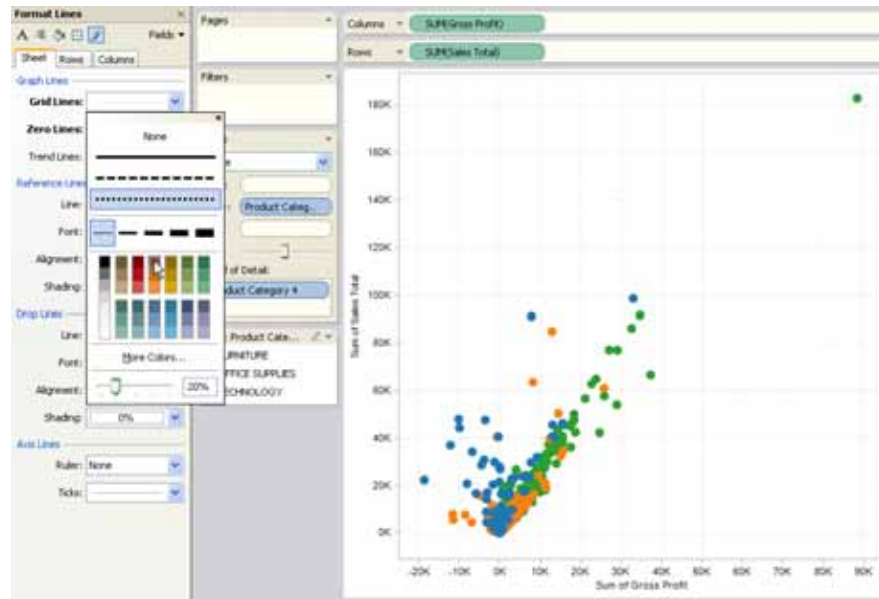 Format Lines
Fields
Sheet Rows Columns
Graph Lines
Grid Lines:
Zero Lines:
Trend Lines:
Reference Lines
Line:
Font:
Alignment:
Shading:
Drop Lines
Line:
Font:
Alignment:
Shading: 0%
Axis Lines
Ruler: None
Ticks:
None
More Colors...
20%
Pages
Filters
Product Categ..
of Detail:
Product Category 4
Product Cate...
FURNITURE
OFFICE SUPPLIES
TECHNOLOGY
Columns SUM(Gross Profit)
Rows SUM(Sales Total)
Sum of Sales Total
180K
160K
140K
120K
100K
80K
60K
40K
20K
0K
-20K -10K 0K 10K 20K 30K 40K 50K 60K 70K 80K 90K
Sum of Gross Profit